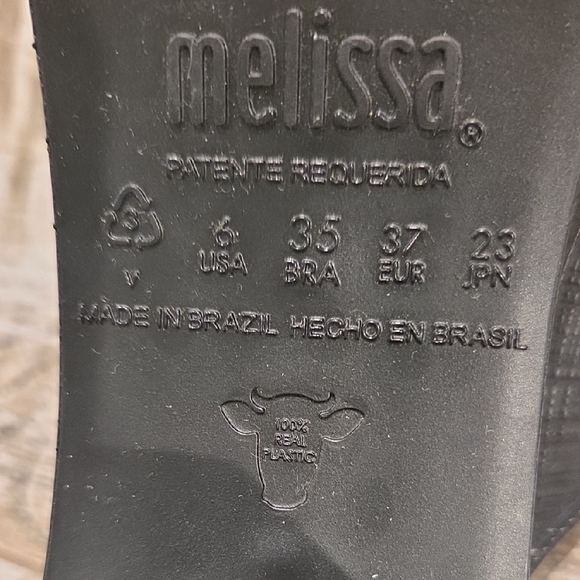 melissa®
PATENTE REQUERIDA
3 6 35 37 23
V USA BRA EUR JPN
MADE IN BRAZIL HECHO EN BRASIL
100%
REAL
PLASTIC